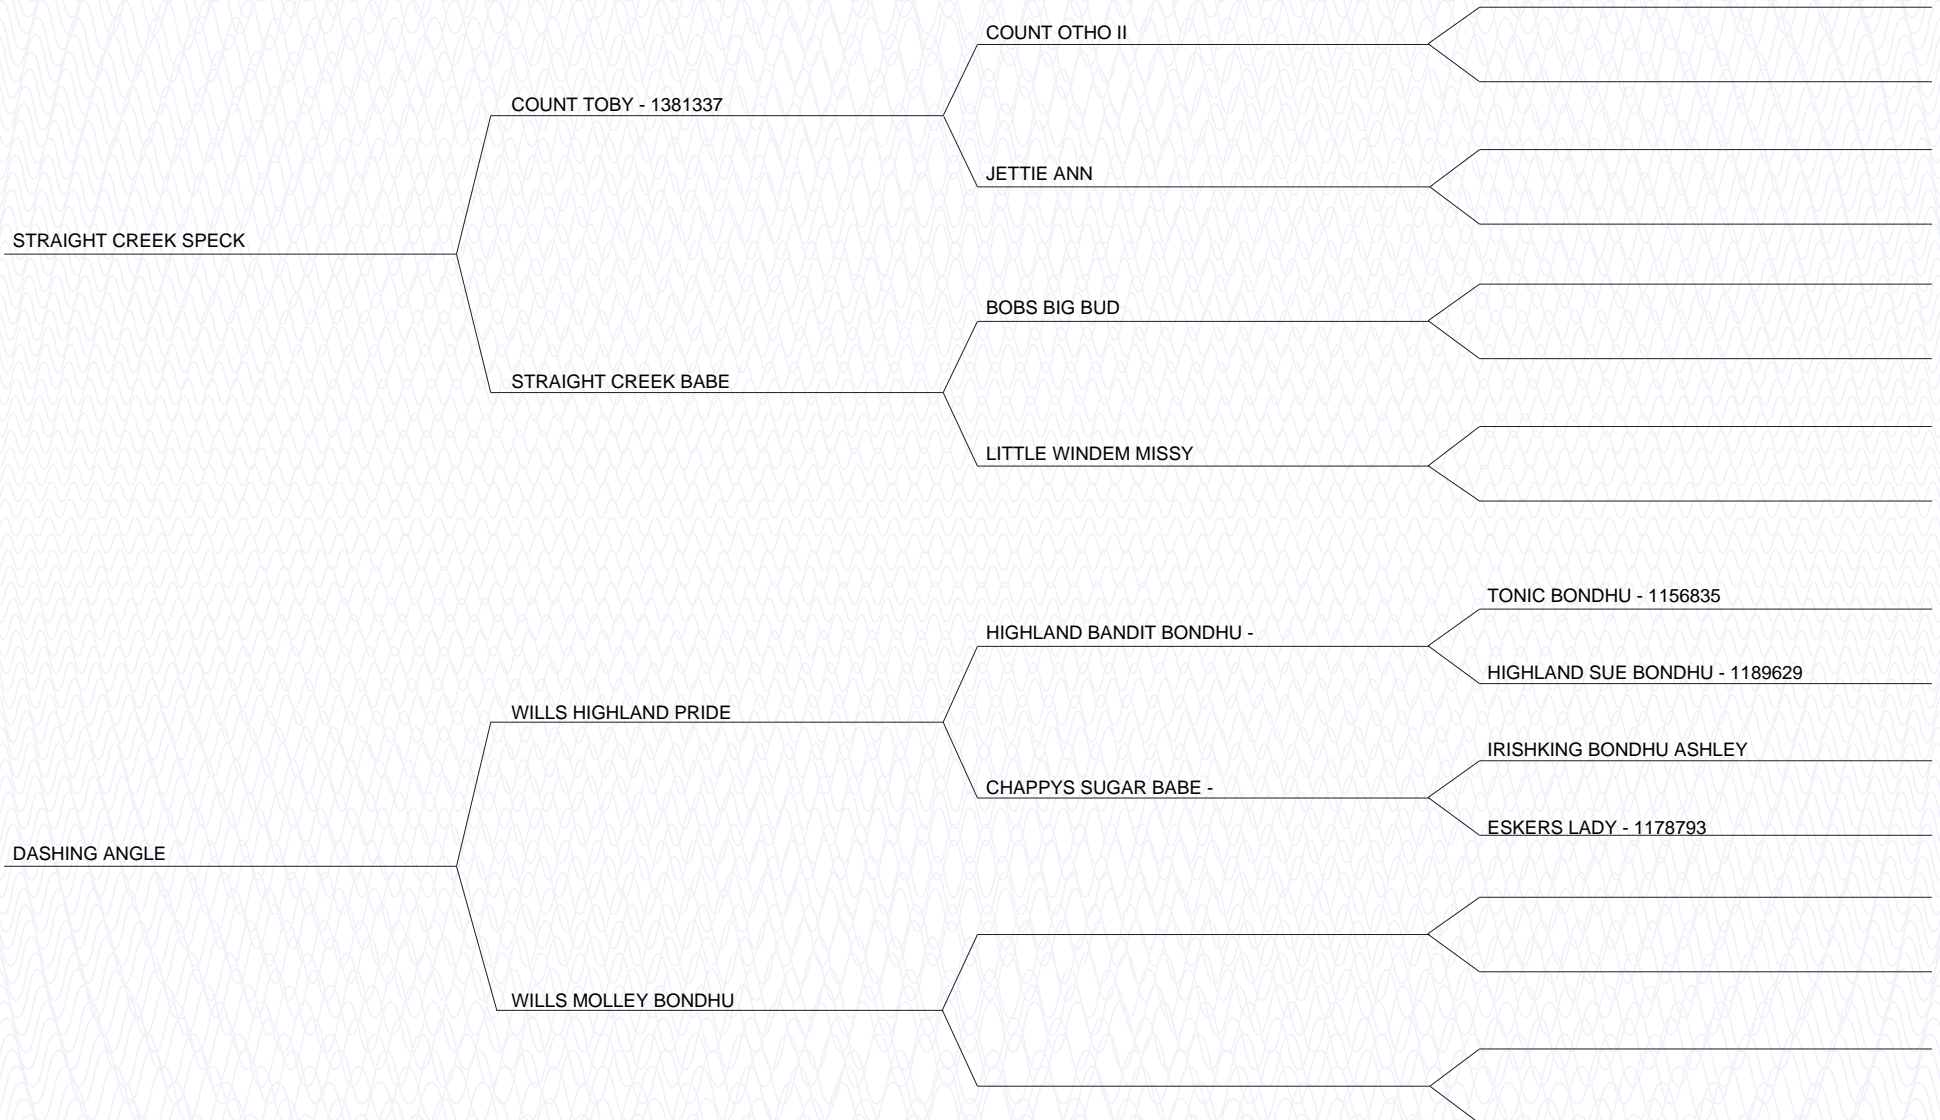 COUNT OTHO II
COUNT TOBY - 1381337
JETTIE ANN
STRAIGHT CREEK SPECK
BOBS BIG BUD
STRAIGHT CREEK BABE
LITTLE WINDEM MISSY
TONIC BONDHU - 1156835
HIGHLAND BANDIT BONDHU -
HIGHLAND SUE BONDHU - 1189629
WILLS HIGHLAND PRIDE
IRISHKING BONDHU ASHLEY
CHAPPYS SUGAR BABE -
ESKERS LADY - 1178793
DASHING ANGLE
WILLS MOLLEY BONDHU